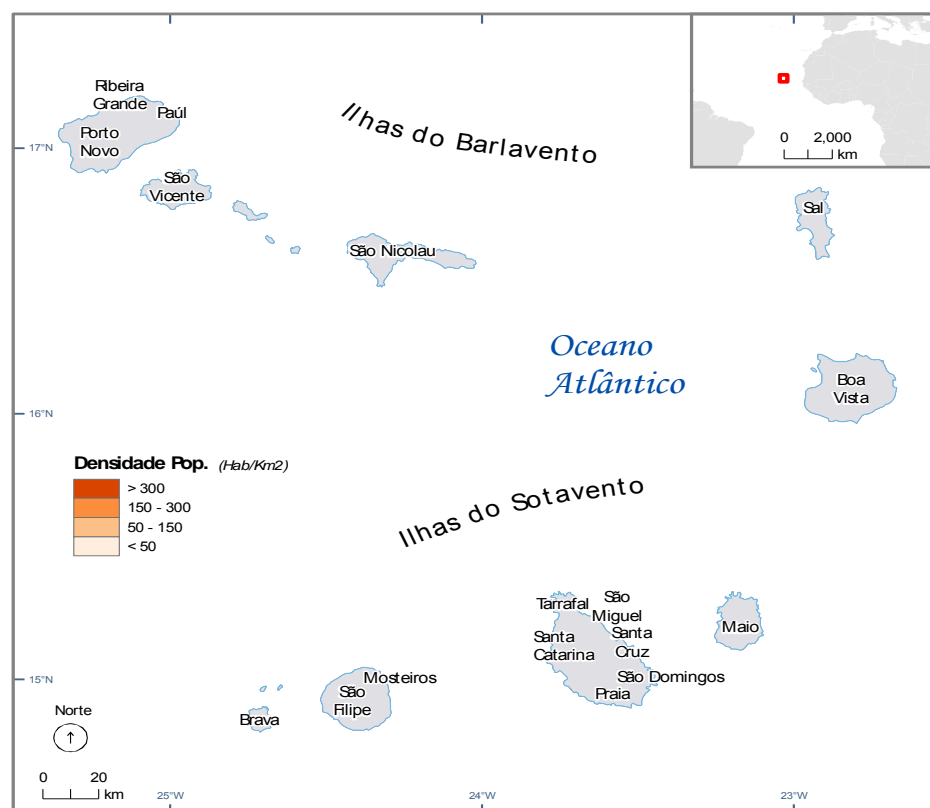 Ribeira
Grande
Paúl
Porto
Novo
Ilhas do Barlavento
0 2,000
km
17°N
São
Vicente
Sal
São Nicolau
Oceano
Atlântico
Boa
Vista
16°N
Densidade Pop. (Hab/Km2)
> 300
150 - 300
50 - 150
< 50
Ilhas do Sotavento
Tarrafal
São
Miguel
Santa
Cruz
Santa
Catarina
Maio
São Domingos
Praia
15°N
Mosteiros
São
Filipe
Brava
Norte
0 20
km
25°W
24°W
23°W